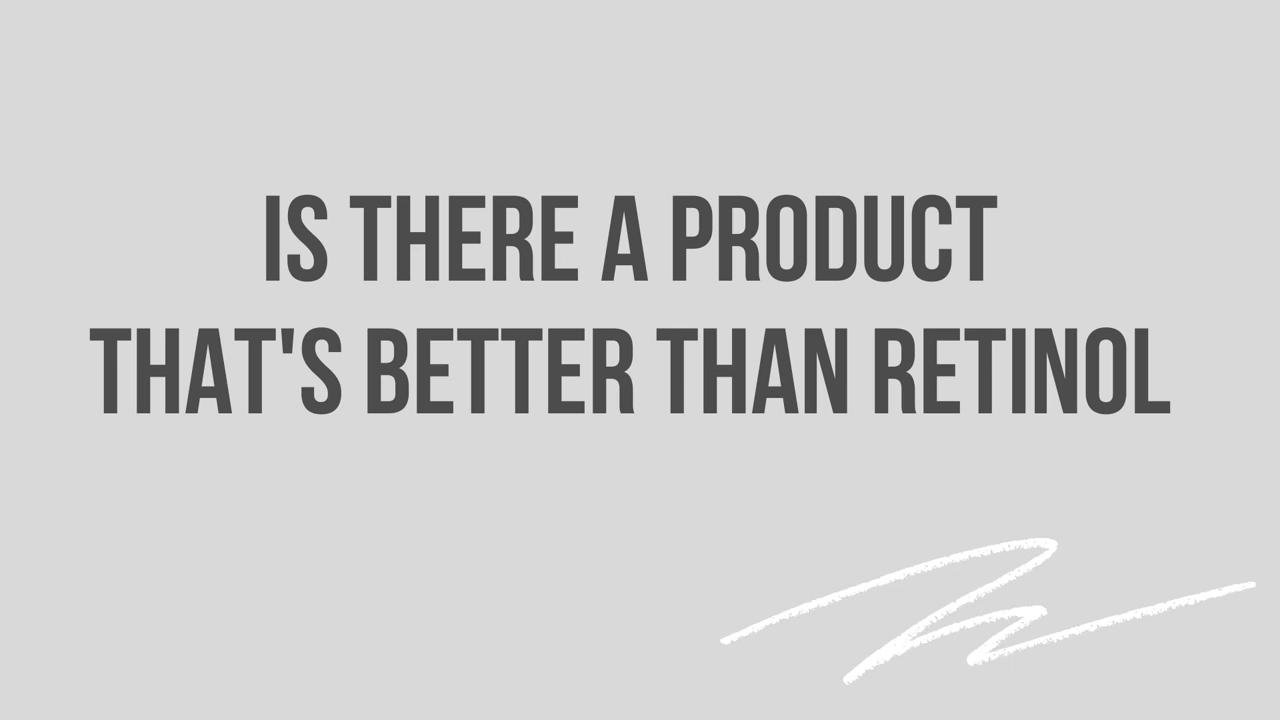 IS THERE A PRODUCT
THAT'S BETTER THAN RETINOL